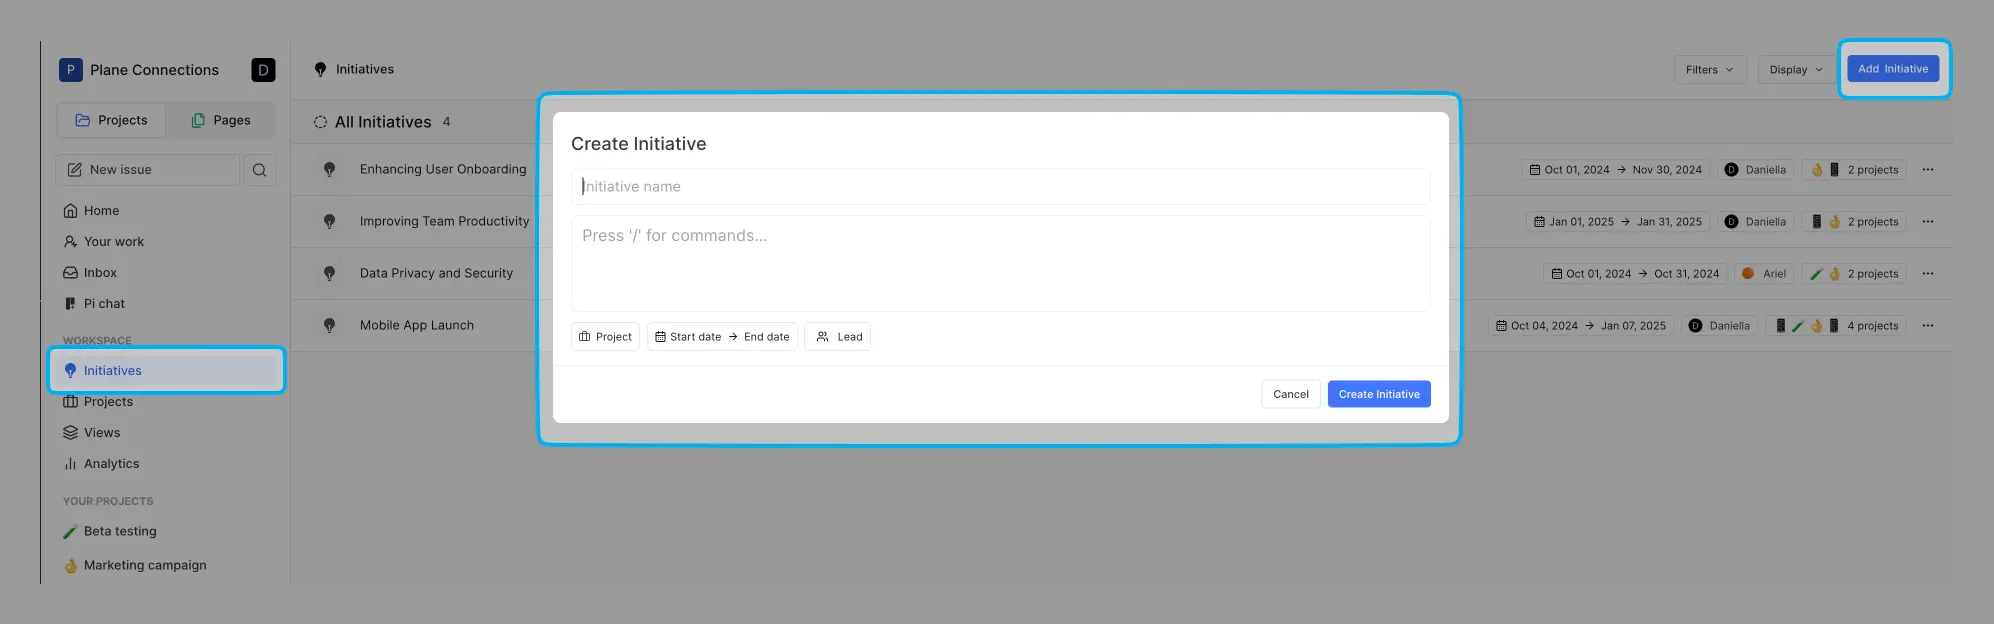 P Plane Connections D
Projects Pages
New issue
Home
Your work
Inbox
Pi chat
WORKSPACE
Initiatives
Projects
Views
Analytics
YOUR PROJECTS
Beta testing
Marketing campaign
Initiatives
Filters Display Add Initiative
All Initiatives 4
Enhancing User Onboarding Oct 01, 2024 → Nov 30, 2024 D Daniella 2 projects ···
Improving Team Productivity Jan 01, 2025 → Jan 31, 2025 D Daniella 2 projects ···
Data Privacy and Security Oct 01, 2024 → Oct 31, 2024 Ariel 2 projects ···
Mobile App Launch Oct 04, 2024 → Jan 07, 2025 D Daniella 4 projects ···
Create Initiative
Initiative name
Press '/' for commands...
Project Start date → End date Lead
Cancel Create Initiative